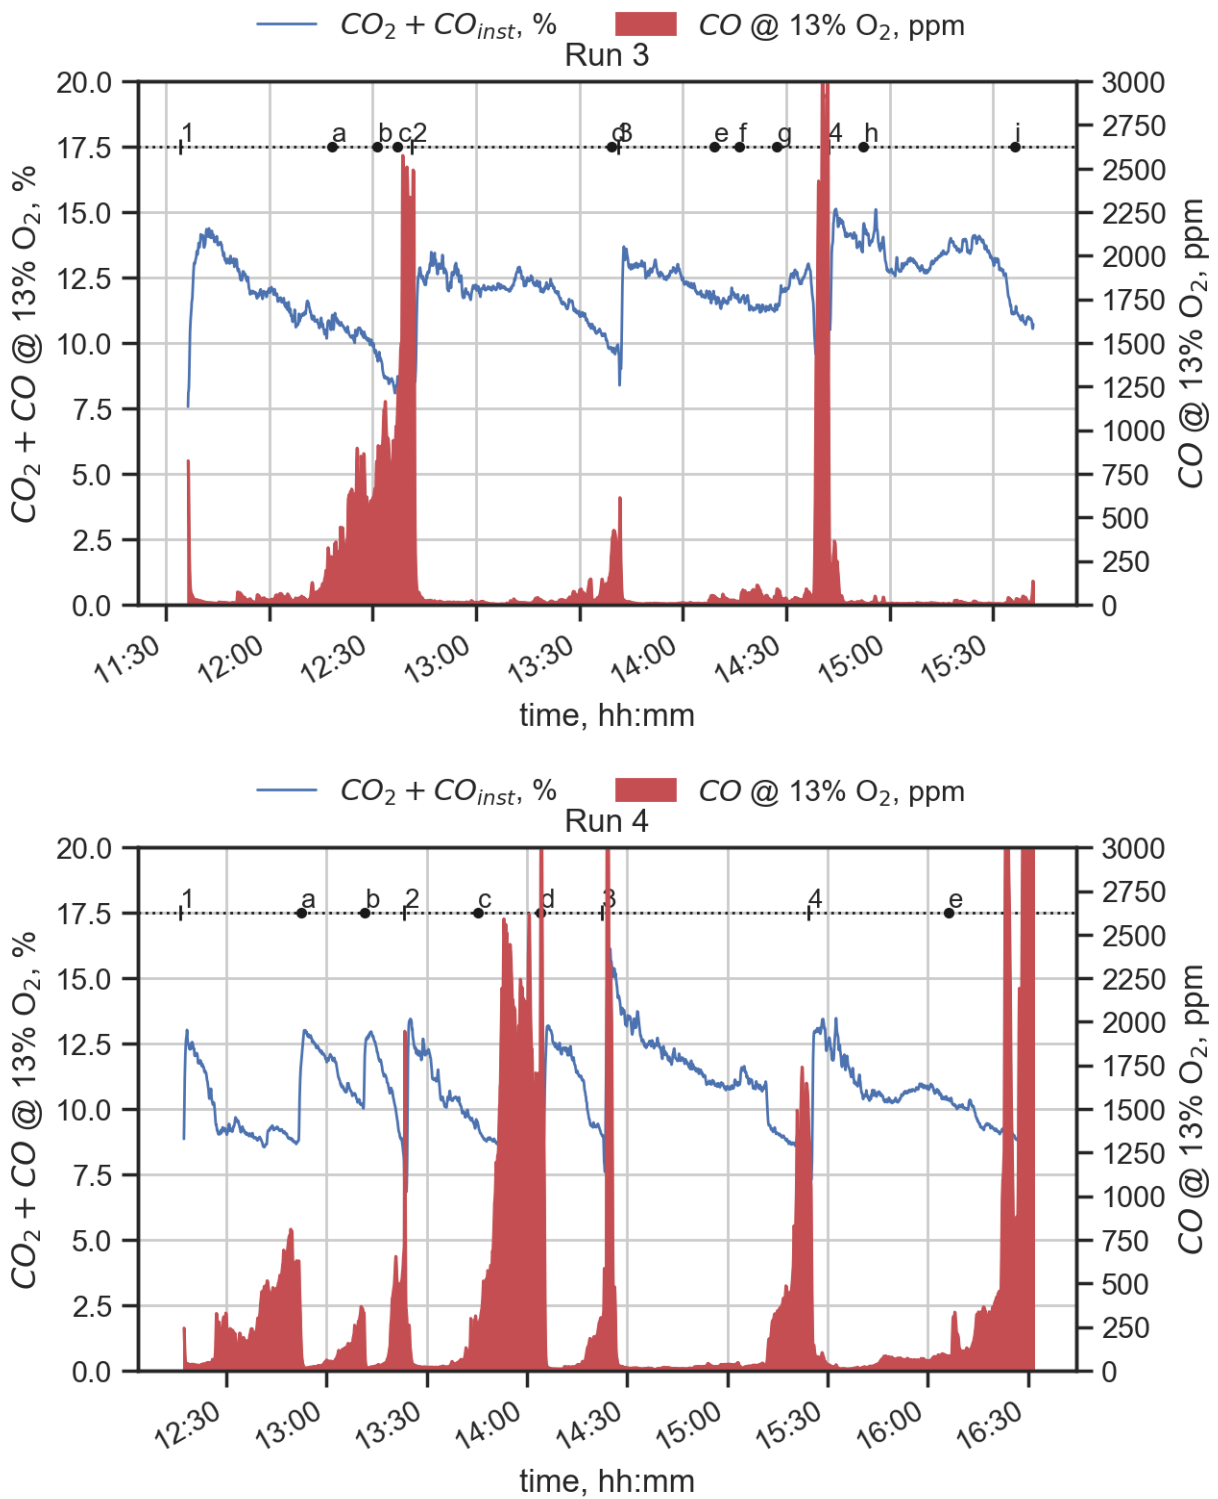 CO₂ + CO_inst, %   CO @ 13% O₂, ppm
Run 3
20.0 17.5 15.0 12.5 10.0 7.5 5.0 2.5 0.0
CO₂ + CO @ 13% O₂, %
1 a b c 2 d 3 e f g 4 h i
3000 2750 2500 2250 2000 1750 1500 1250 1000 750 500 250 0
CO @ 13% O₂, ppm
11:30 12:00 12:30 13:00 13:30 14:00 14:30 15:00 15:30
time, hh:mm
CO₂ + CO_inst, %   CO @ 13% O₂, ppm
Run 4
20.0 17.5 15.0 12.5 10.0 7.5 5.0 2.5 0.0
CO₂ + CO @ 13% O₂, %
1 a b 2 c d 3 4 e
3000 2750 2500 2250 2000 1750 1500 1250 1000 750 500 250 0
CO @ 13% O₂, ppm
12:30 13:00 13:30 14:00 14:30 15:00 15:30 16:00 16:30
time, hh:mm